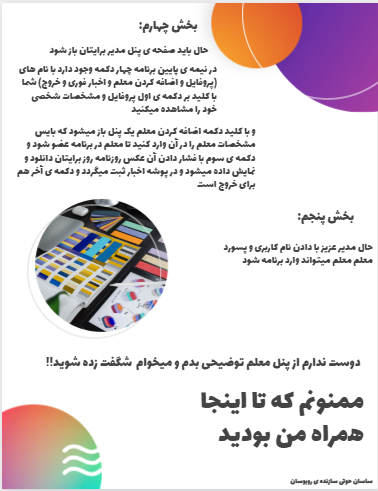 بخش چهارم:
حال باید صفحه ی پنل مدیر برایتان باز شود
در نیمه ی پایین برنامه چهار دکمه وجود دارد با نام های
(پروفایل و اضافه کردن معلم و اخبار فوری و خروج) شما
با کلید بر دکمه ی اول پروفایل و مشخصات شخصی
خود را مشاهده میکنید
و با کلید دکمه اضافه کردن معلم یک پنل باز میشود که بایس
مشخصات معلم را در آن وارد کنید تا معلم در برنامه عضو شود و
دکمه ی سوم با فشار دادن آن عکس روزنامه روز برایتان دانلود و
نمایش داده میشود و در پوشه اخبار ثبت میگردد و دکمه ی آخر هم
برای خروج است
بخش پنجم:
حال مدیر عزیز با دادن نام کاربری و پسورد
معلم معلم میتواند وارد برنامه شود
دوست ندارم از پنل معلم توضیحی بدم و میخوام شگفت زده شوید!!
ممنونم که تا اینجا
همراه من بودید
ساسان حوتی سازنده ی روبوسان